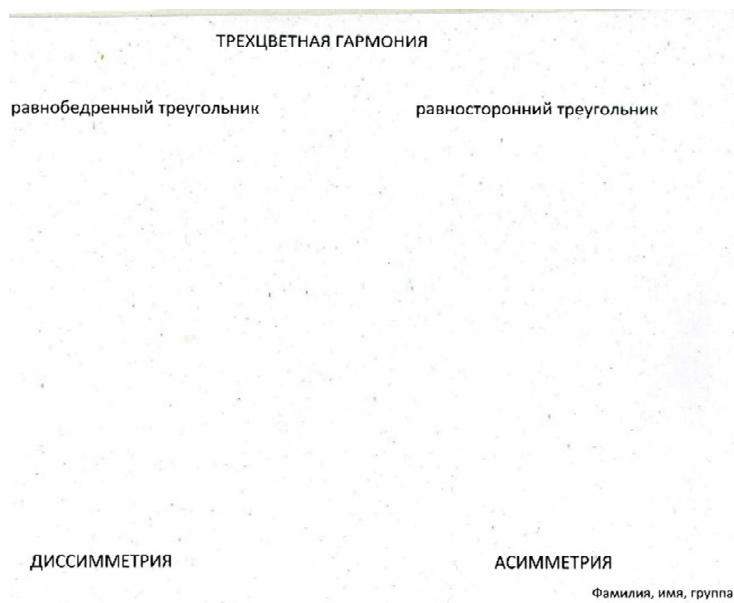 ТРЕХЦВЕТНАЯ ГАРМОНИЯ
равнобедренный треугольник равносторонний треугольник
ДИССИММЕТРИЯ АСИММЕТРИЯ
Фамилия, имя, группа